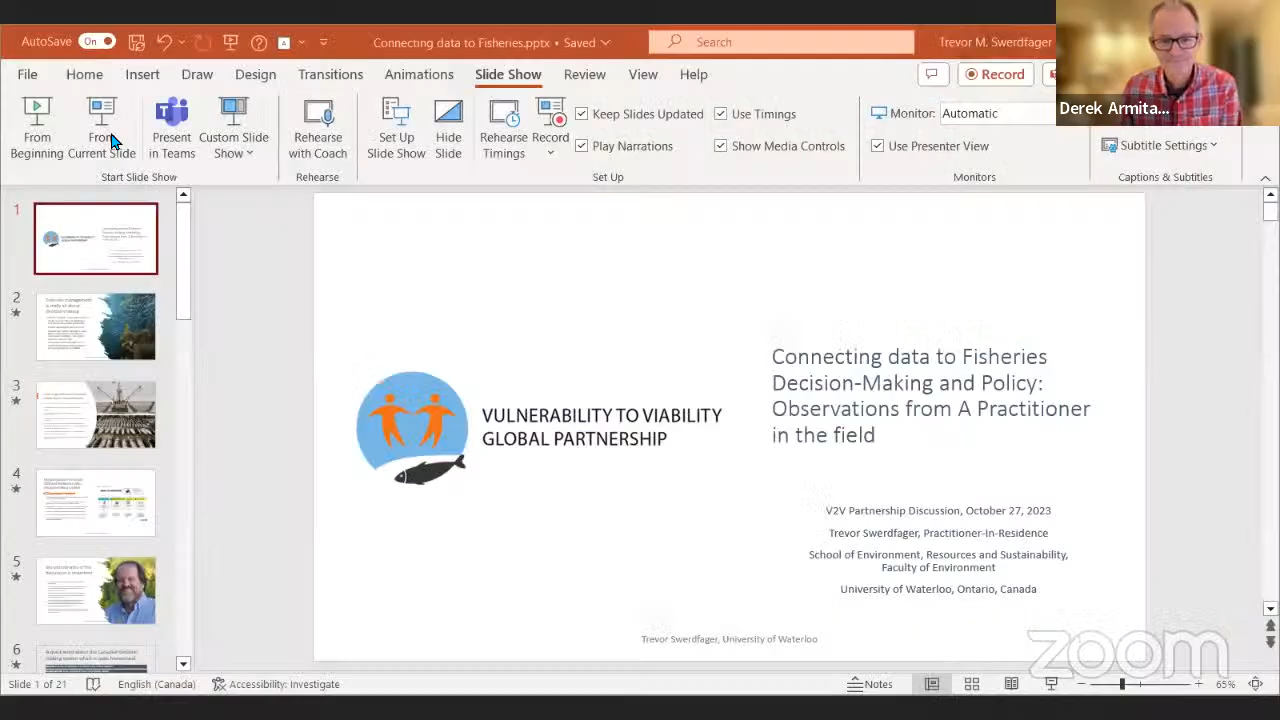 AutoSave On
Connecting data to Fisheries.pptx • Saved
Search
Trevor M. Swerdfager
File Home Insert Draw Design Transitions Animations Slide Show Review View Help
Record
Derek Armita...
From Beginning
From Current Slide
Present in Teams
Custom Slide Show
Rehearse with Coach
Set Up Slide Show
Hide Slide
Rehearse Timings
Record
Keep Slides Updated
Use Timings
Play Narrations
Show Media Controls
Monitor: Automatic
Use Presenter View
Subtitle Settings
Start Slide Show
Rehearse
Set Up
Monitors
Captions & Subtitles
1
2
3
4
5
6
VULNERABILITY TO VIABILITY
GLOBAL PARTNERSHIP
Connecting data to Fisheries
Decision-Making and Policy:
Observations from A Practitioner
in the field
V2V Partnership Discussion, October 27, 2023
Trevor Swerdfager, Practitioner-In-Residence
School of Environment, Resources and Sustainability,
Faculty of Environment
University of Waterloo, Ontario, Canada
Trevor Swerdfager, University of Waterloo
zoom
Slide 1 of 21
English (Canada)
Accessibility: Investigate
Notes
65%